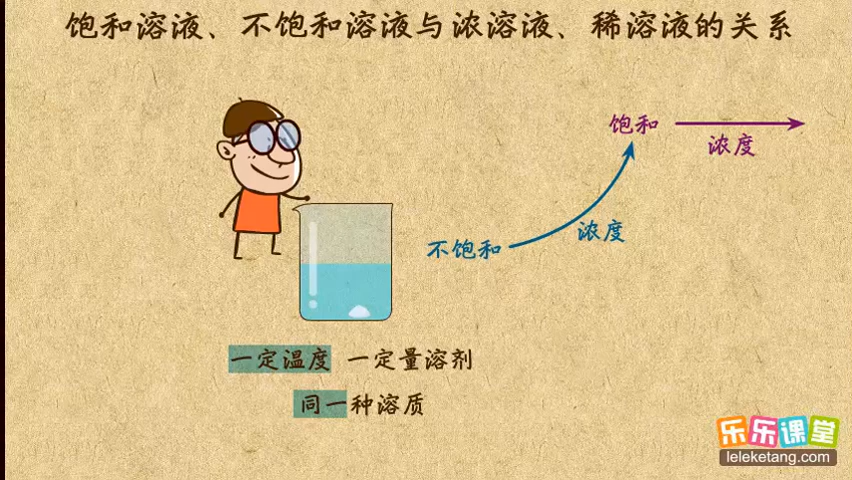 饱和溶液、不饱和溶液与浓溶液、稀溶液的关系
饱和
浓度
不饱和
浓度
一定温度 一定量溶剂
同一种溶质
乐乐课堂
leleketang.com